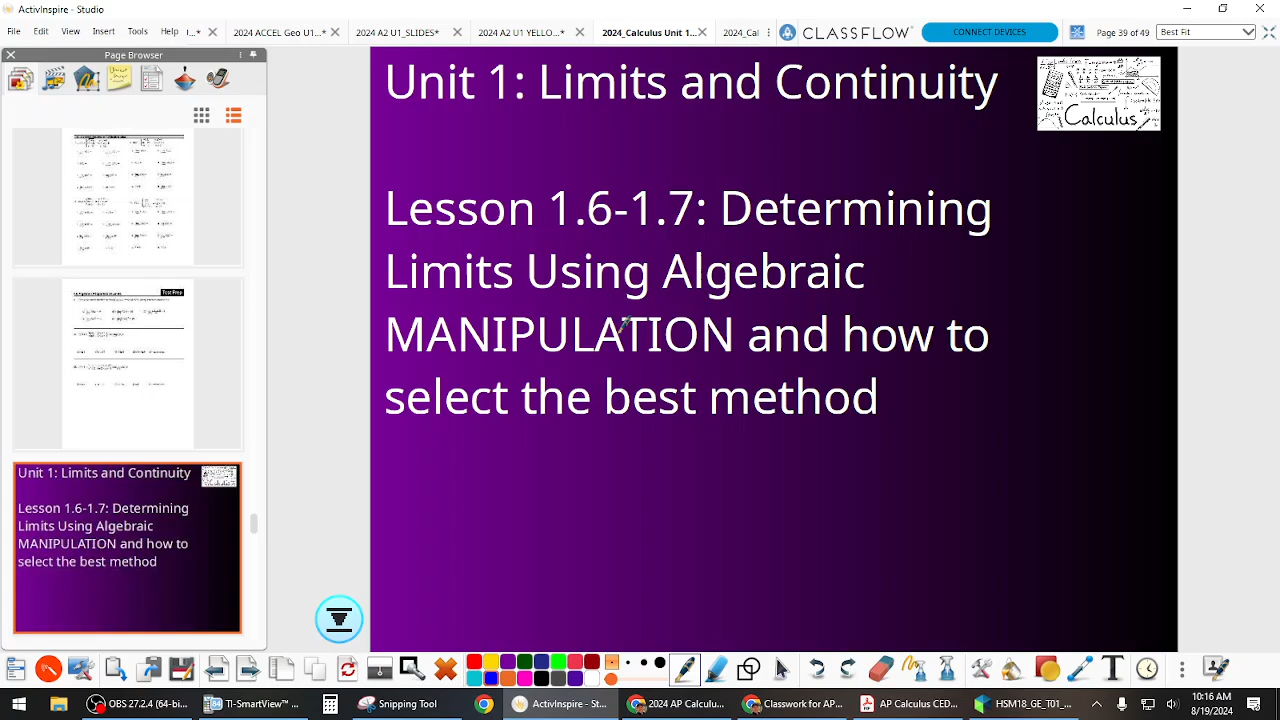 ActivInspire - Studio
File Edit View Insert Tools Help
2024 ACCEL Geo ... *
2024 A2 U1_SLIDES*
2024 A2 U1 YELLO... *
2024_Calculus Unit 1...
CLASSFLOW
CONNECT DEVICES
Page 39 of 49
Best Fit
Page Browser
Unit 1: Limits and Continuity
Lesson 1.6-1.7: Determining
Limits Using Algebraic
MANIPULATION and how to
select the best method
Calculus
Test Prep
Unit 1: Limits and Continuity
Lesson 1.6-1.7: Determining
Limits Using Algebraic
MANIPULATION and how to
select the best method
OBS 27.2.4 (64-bit...
TI-SmartView™ ...
Snipping Tool
ActivInspire - St...
2024 AP Calculu...
Classwork for AP...
AP Calculus CED...
HSM18_GE_T01_...
10:16 AM
8/19/2024